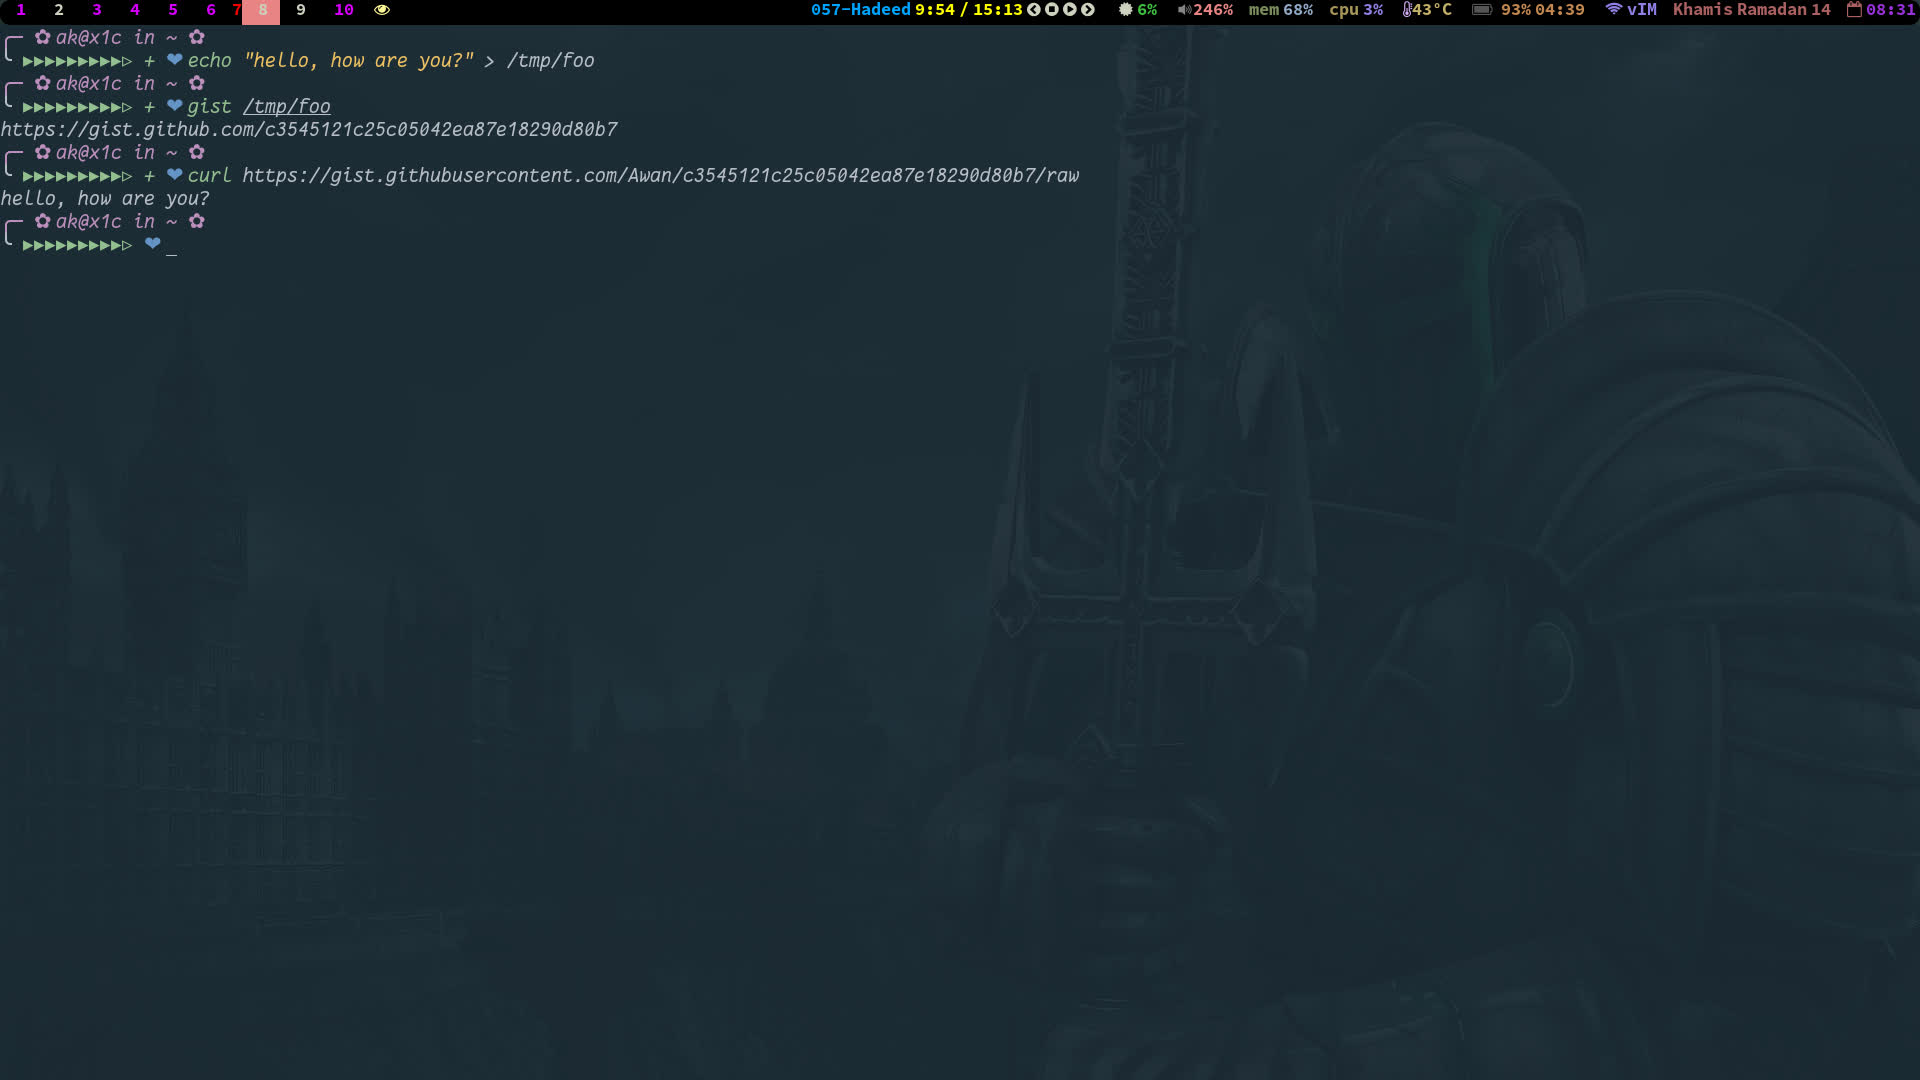 1 2 3 4 5 6 7 8 9 10 057-Hadeed 9:54 / 15:13 6% 246% mem 68% cpu 3% 43°C 93% 04:39 vIM Khamis Ramadan 14 08:31
✿ ak@x1c in ~ ✿
▶▶▶▶▶▶▶▶▶▷ + ❤ echo "hello, how are you?" > /tmp/foo
✿ ak@x1c in ~ ✿
▶▶▶▶▶▶▶▶▶▷ + ❤ gist /tmp/foo
https://gist.github.com/c3545121c25c05042ea87e18290d80b7
✿ ak@x1c in ~ ✿
▶▶▶▶▶▶▶▶▶▷ + ❤ curl https://gist.githubusercontent.com/Awan/c3545121c25c05042ea87e18290d80b7/raw
hello, how are you?
✿ ak@x1c in ~ ✿
▶▶▶▶▶▶▶▶▶▷ ❤ _